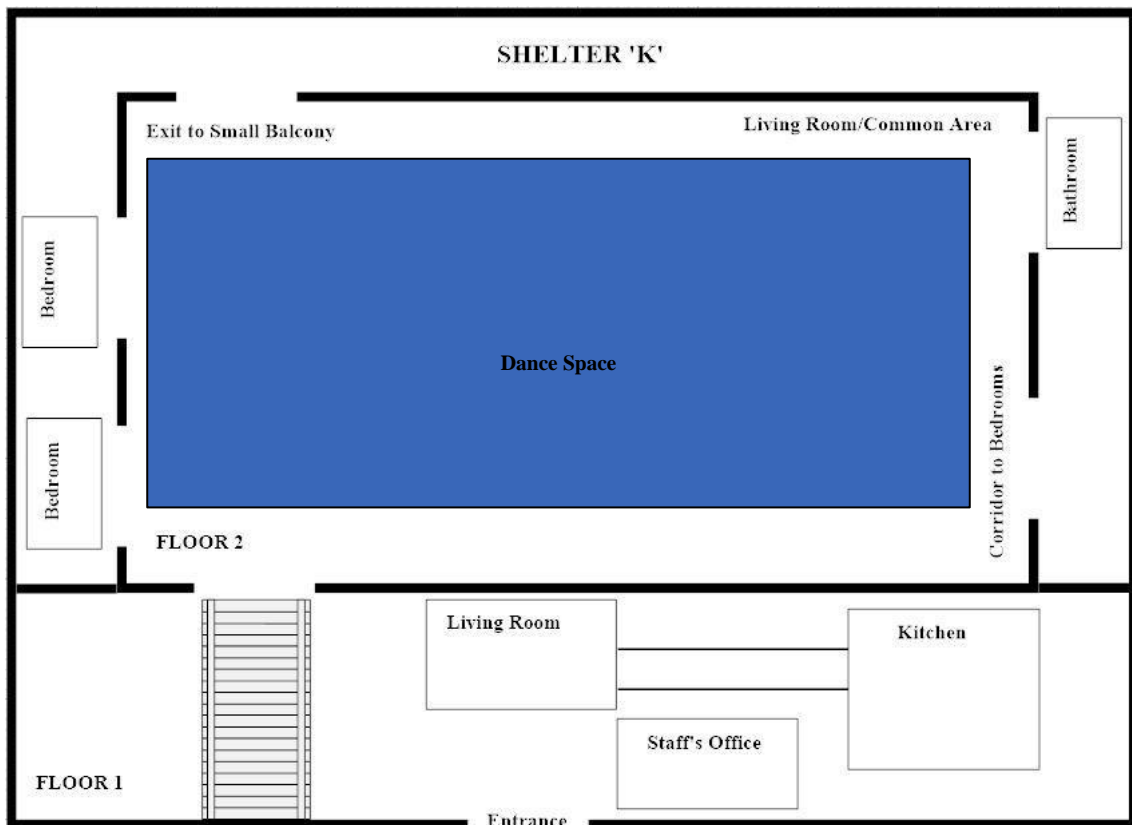 SHELTER 'K'
Exit to Small Balcony
Living Room/Common Area
Bathroom
Bedroom
Dance Space
Bedroom
Corridor to Bedrooms
FLOOR 2
Living Room
Kitchen
Staff's Office
FLOOR 1
Entrance